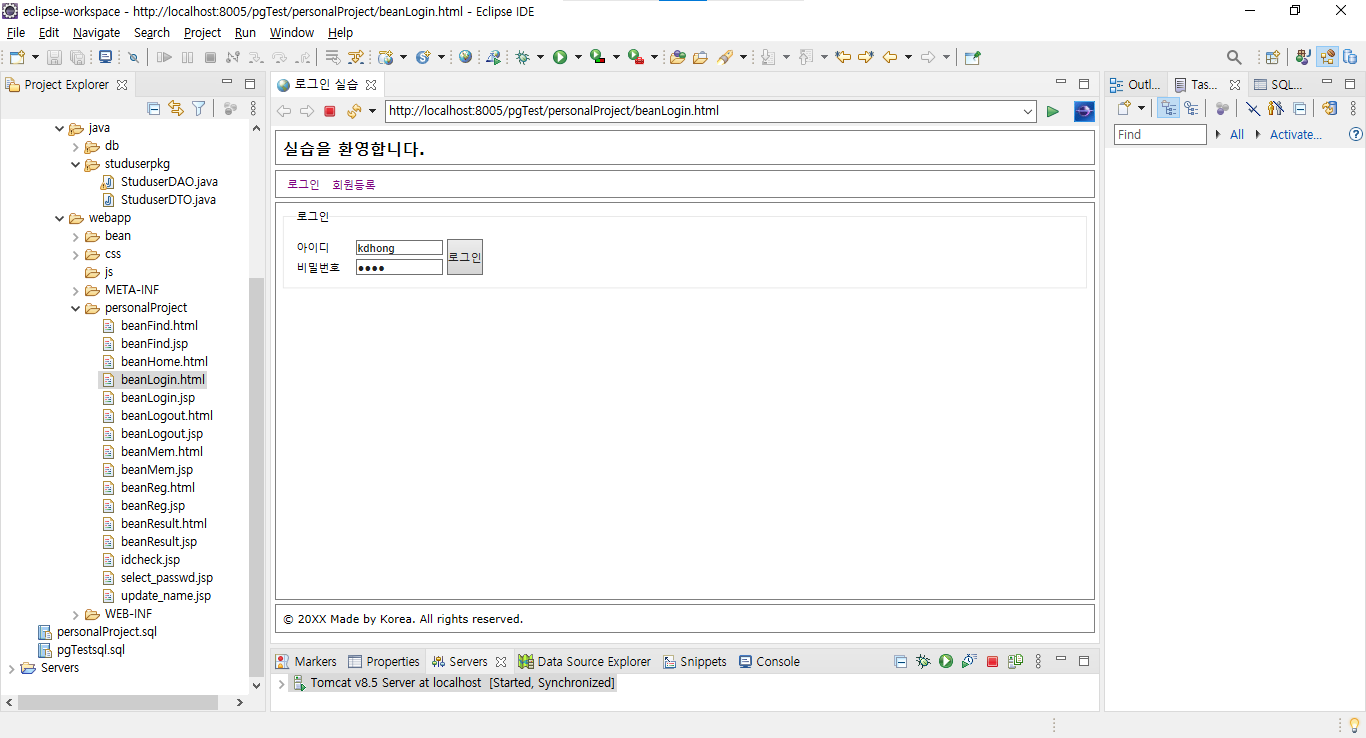 eclipse-workspace - http://localhost:8005/pgTest/personalProject/beanLogin.html - Eclipse IDE
File Edit Navigate Search Project Run Window Help
Project Explorer
java
db
studuserpkg
StuduserDAO.java
StuduserDTO.java
webapp
bean
css
js
META-INF
personalProject
beanFind.html
beanFind.jsp
beanHome.html
beanLogin.html
beanLogin.jsp
beanLogout.html
beanLogout.jsp
beanMem.html
beanMem.jsp
beanReg.html
beanReg.jsp
beanResult.html
beanResult.jsp
idcheck.jsp
select_passwd.jsp
update_name.jsp
WEB-INF
personalProject.sql
pgTestsql.sql
Servers
로그인 실습
http://localhost:8005/pgTest/personalProject/beanLogin.html
실습을 환영합니다.
로그인 회원등록
로그인
아이디 kdhong
비밀번호 ●●●●
로그인
© 20XX Made by Korea. All rights reserved.
Markers Properties Servers Data Source Explorer Snippets Console
Tomcat v8.5 Server at localhost [Started, Synchronized]
Outl... Tas... SQL...
Find All Activate...